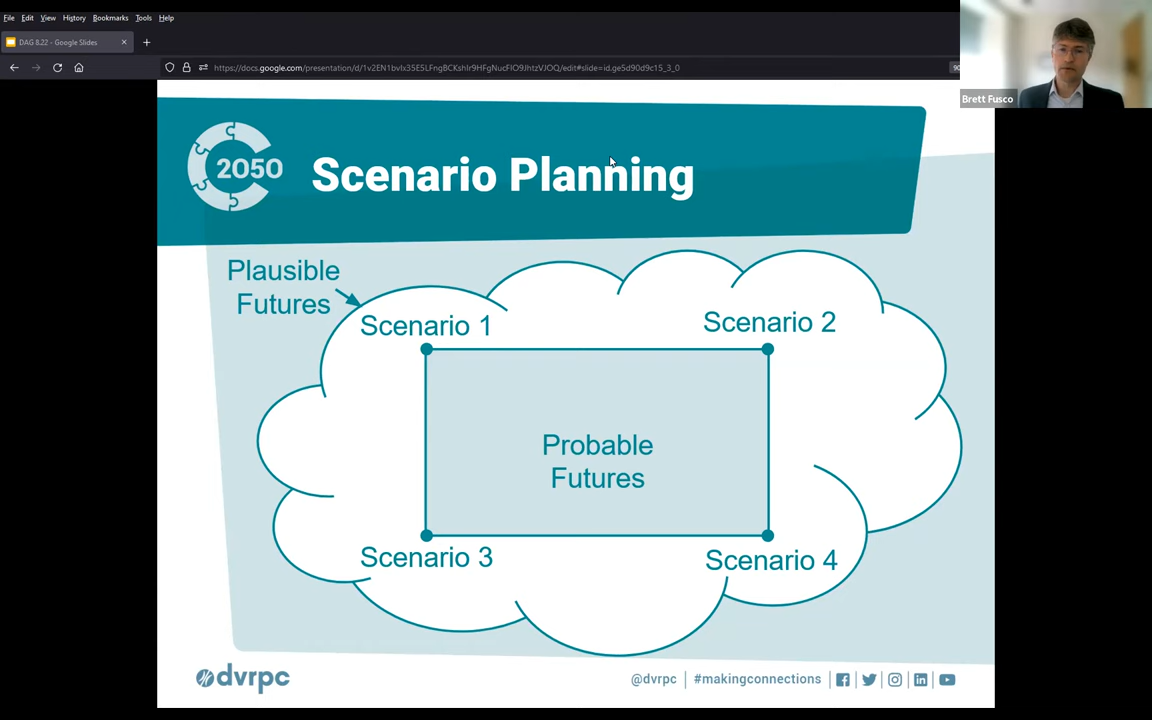 File Edit View History Bookmarks Tools Help
DAG 8.22 - Google Slides
Brett Fusco
2050
Scenario Planning
Plausible
Futures
Scenario 1
Scenario 2
Probable
Futures
Scenario 3
Scenario 4
dvrpc
@dvrpc | #makingconnections